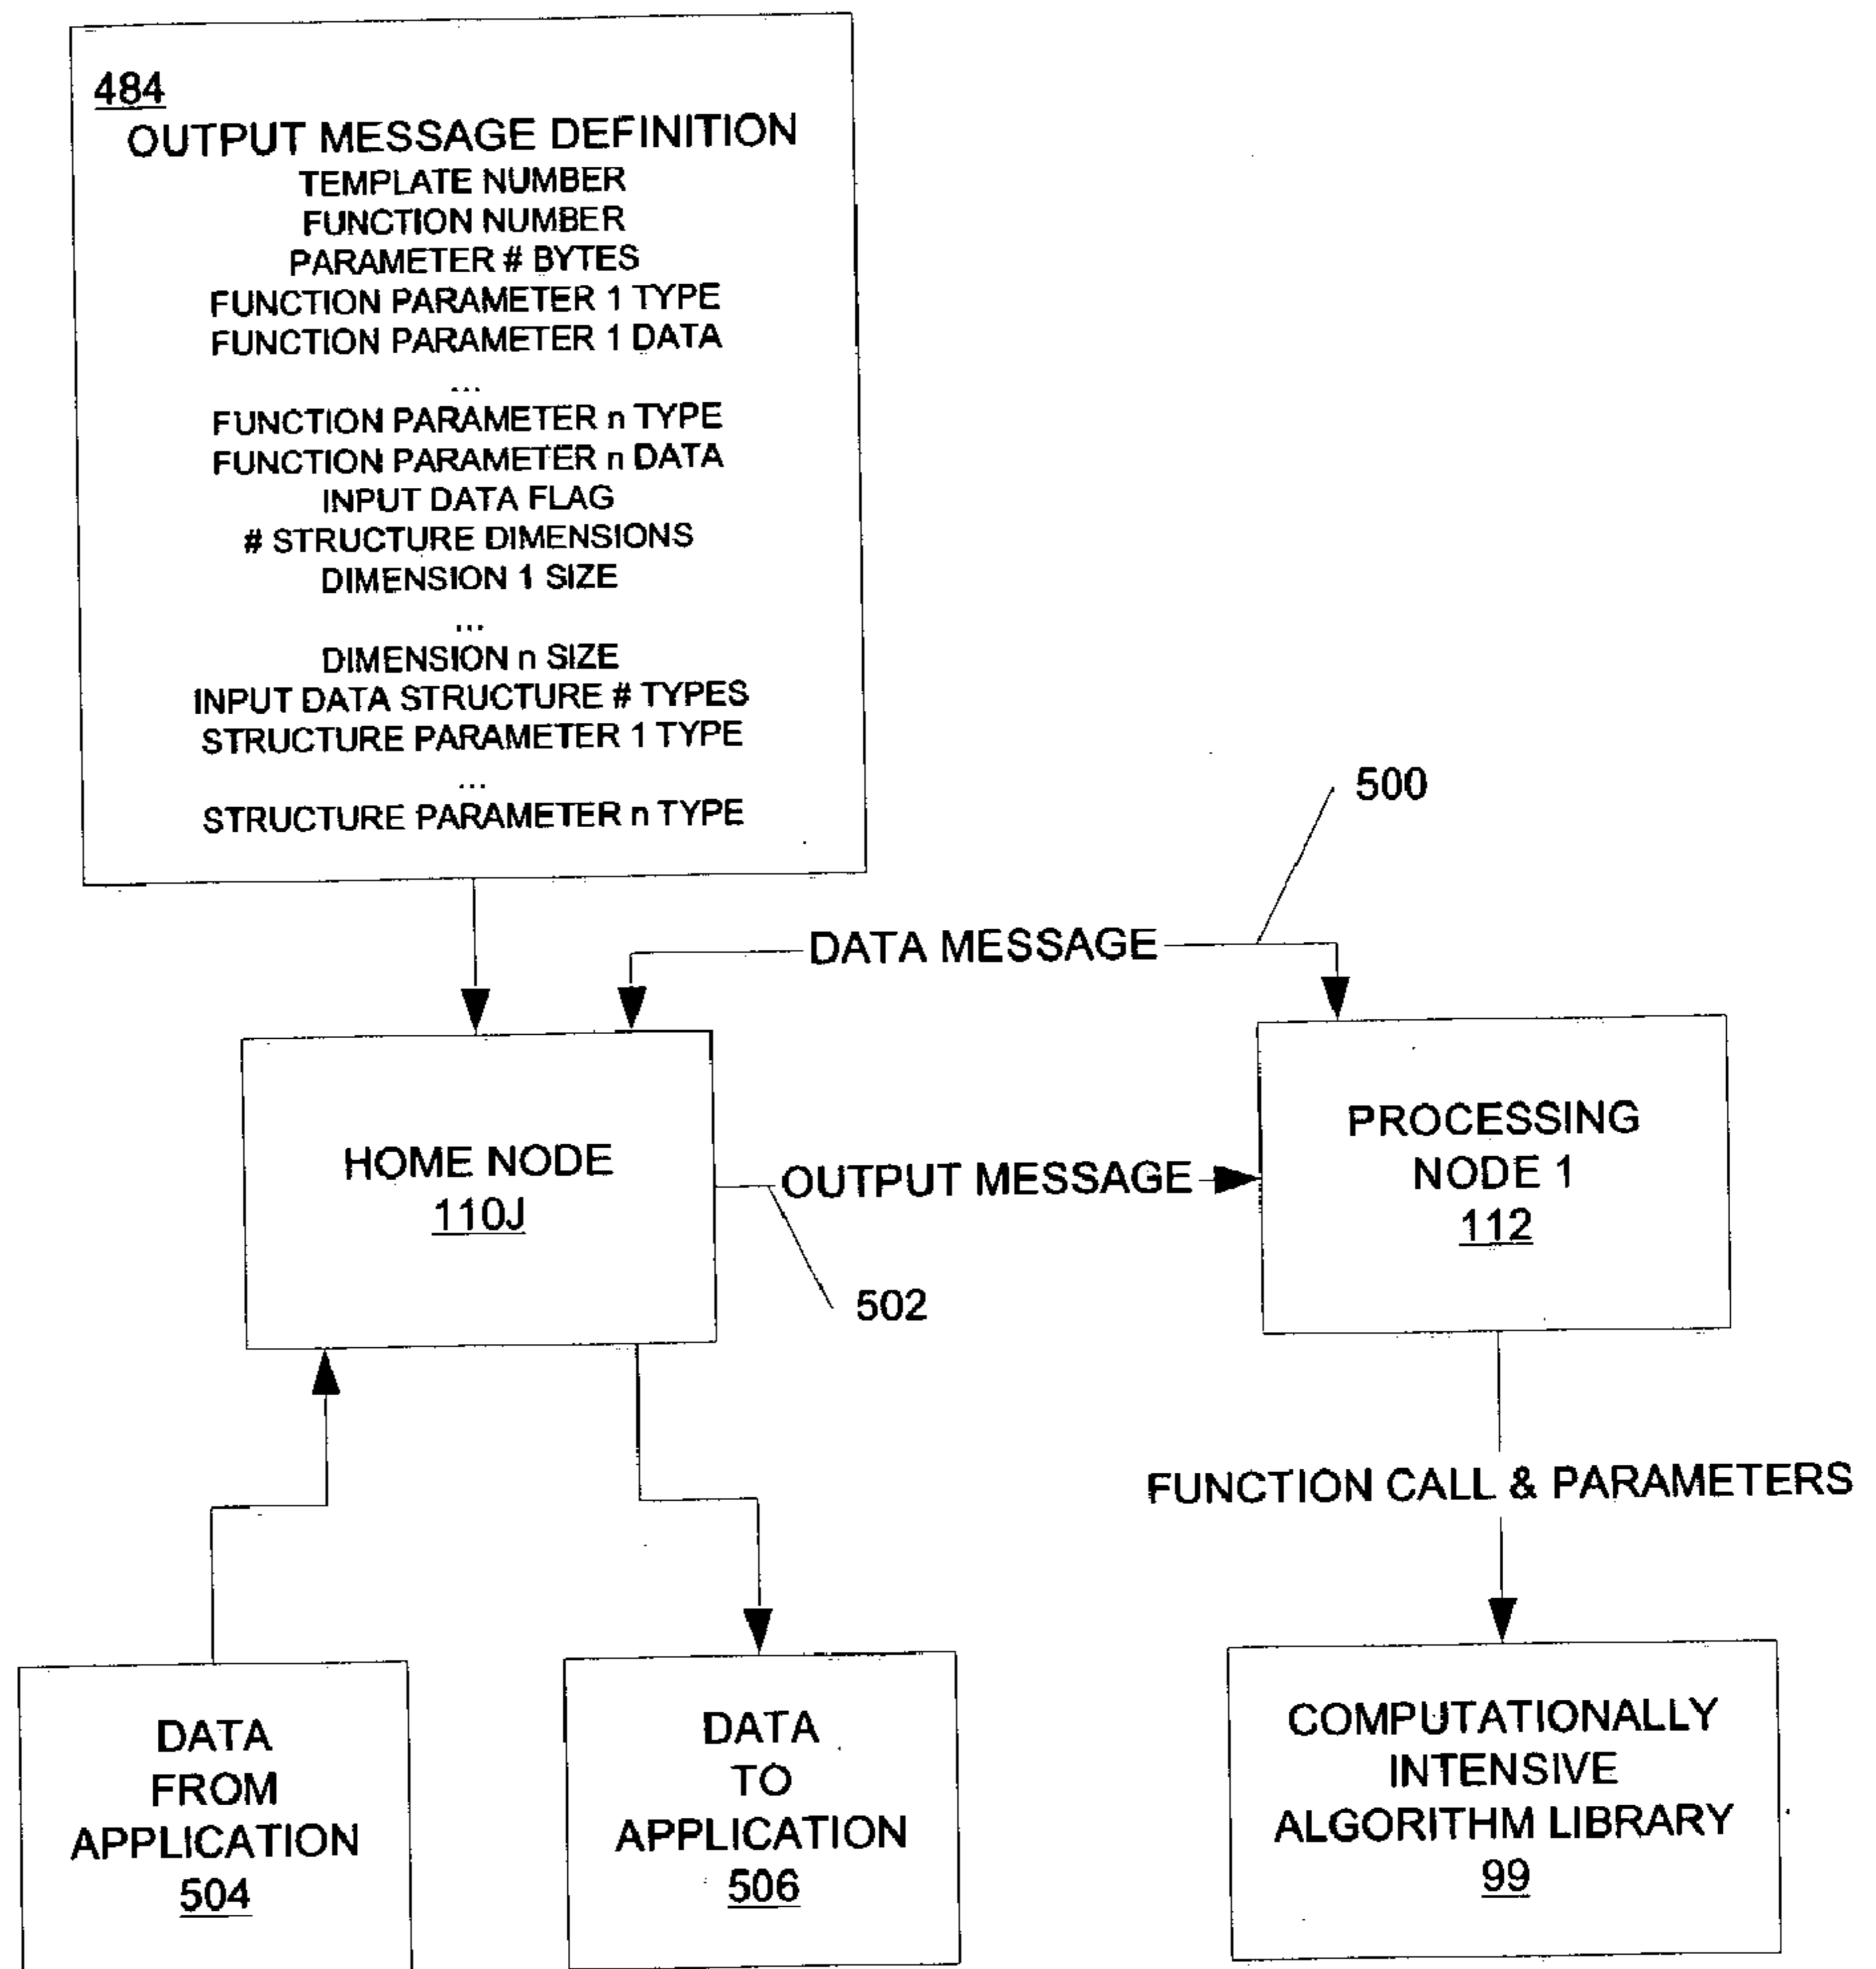 484
OUTPUT MESSAGE DEFINITION
TEMPLATE NUMBER
FUNCTION NUMBER
PARAMETER # BYTES
FUNCTION PARAMETER 1 TYPE
FUNCTION PARAMETER 1 DATA
...
FUNCTION PARAMETER n TYPE
FUNCTION PARAMETER n DATA
INPUT DATA FLAG
# STRUCTURE DIMENSIONS
DIMENSION 1 SIZE
...
DIMENSION n SIZE
INPUT DATA STRUCTURE # TYPES
STRUCTURE PARAMETER 1 TYPE
...
STRUCTURE PARAMETER n TYPE
500
DATA MESSAGE
HOME NODE
110J
OUTPUT MESSAGE
502
PROCESSING
NODE 1
112
FUNCTION CALL & PARAMETERS
DATA
FROM
APPLICATION
504
DATA
TO
APPLICATION
506
COMPUTATIONALLY
INTENSIVE
ALGORITHM LIBRARY
99